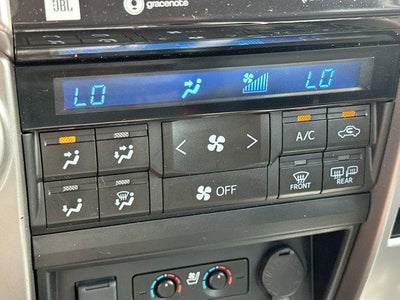 JBL
gracenote
LO
LO
A/C
OFF
FRONT
REAR